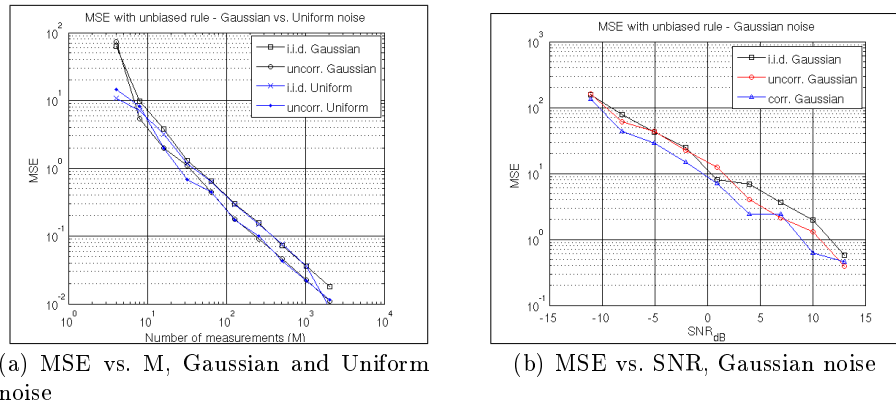 MSE with unbiased rule - Gaussian vs. Uniform noise
10^2
10^1
10^0
10^-1
10^-2
MSE
i.i.d. Gaussian
uncorr. Gaussian
i.i.d. Uniform
uncorr. Uniform
10^0 10^1 10^2 10^3 10^4
Number of measurements (M)
(a) MSE vs. M, Gaussian and Uniform
noise
MSE with unbiased rule - Gaussian noise
10^3
10^2
10^1
10^0
10^-1
MSE
i.i.d. Gaussian
uncorr. Gaussian
corr. Gaussian
-15 -10 -5 0 5 10 15
SNR_dB
(b) MSE vs. SNR, Gaussian noise